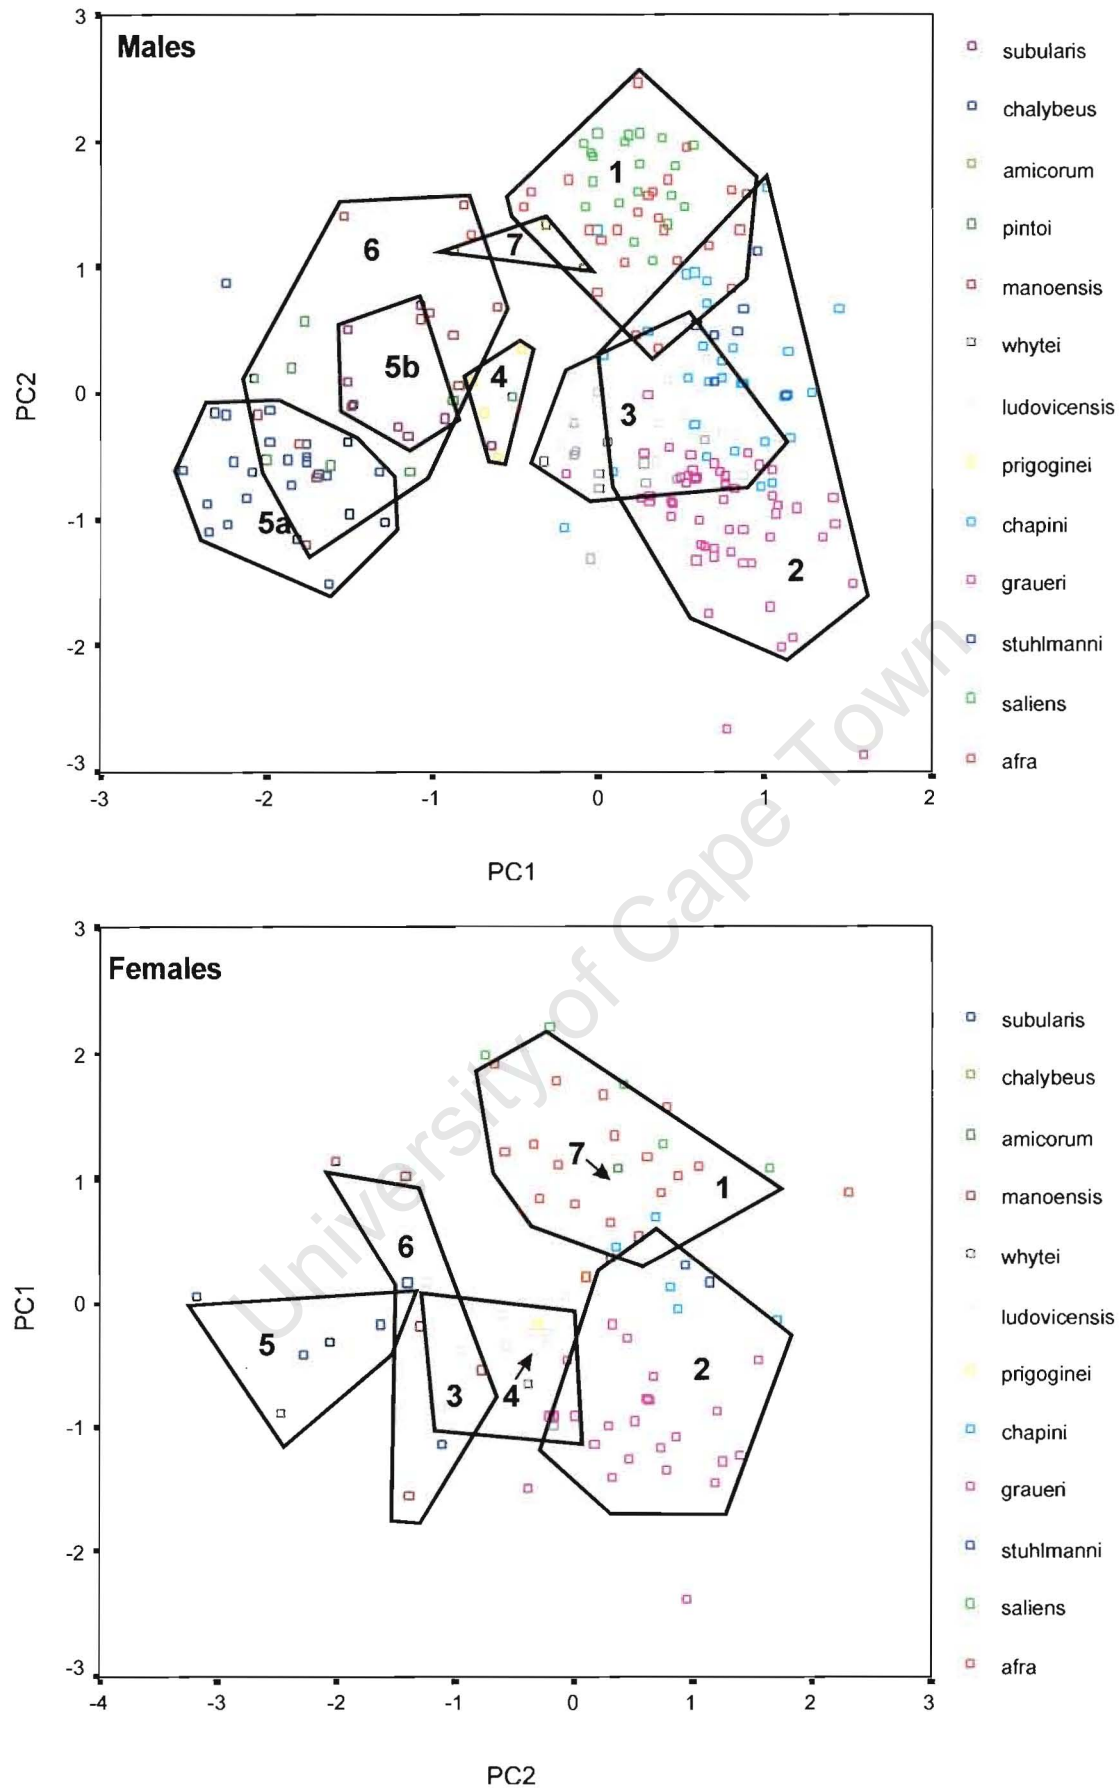 Males
3
2
1
0
-1
-2
-3
PC2
-3
-2
-1
0
1
2
PC1
1
6
7
5b
4
3
5a
2
subularis
chalybeus
amicorum
pintoi
manoensis
whytei
ludovicensis
prigoginei
chapini
graueri
stuhlmanni
saliens
afra
University of Cape Town
Females
3
2
1
0
-1
-2
-3
PC1
-4
-3
-2
-1
0
1
2
3
PC2
7
1
6
5
3
4
2
subularis
chalybeus
amicorum
manoensis
whytei
ludovicensis
prigoginei
chapini
graueri
stuhlmanni
saliens
afra